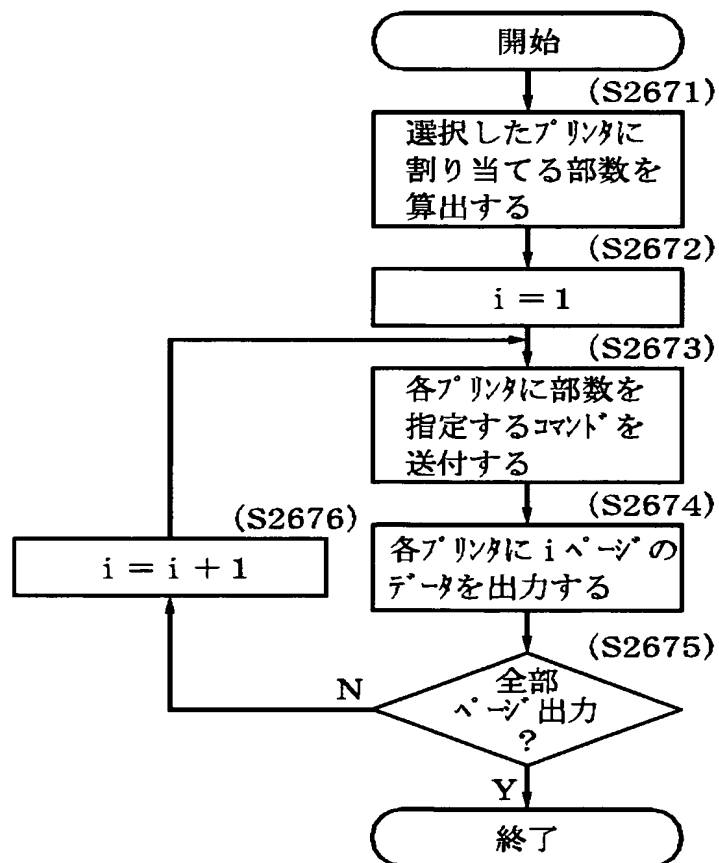 開始
(S2671)
選択したプリンタに
割り当てる部数を
算出する
(S2672)
i = 1
(S2673)
各プリンタに部数を
指定するコマンドを
送付する
(S2674)
各プリンタに i ページの
データを出力する
(S2675)
全部
ページ出力
?
N
(S2676)
i = i + 1
Y
終了